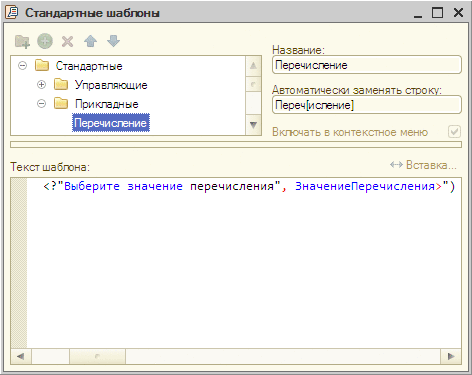 Стандартные шаблоны
Стандартные
Управляющие
Прикладные
Перечисление
Название:
Перечисление
Автоматически заменять строку:
Переч[исление]
Включать в контекстное меню
Текст шаблона:
Вставка...
<?"Выберите значение перечисления", ЗначениеПеречисления>")